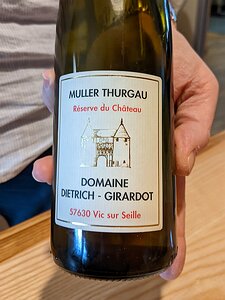 MULLER THURGAU
Réserve du Château
DOMAINE
DIETRICH - GIRARDOT
57630 Vic sur Seille